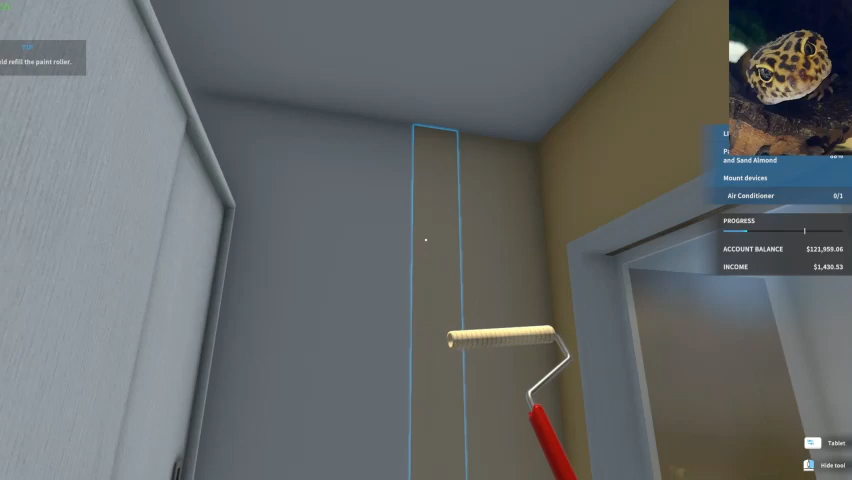 TIP
ld refill the paint roller.
and Sand Almond
Mount devices
Air Conditioner 0/1
PROGRESS
ACCOUNT BALANCE $121,959.06
INCOME $1,430.53
Tablet
Hide tool